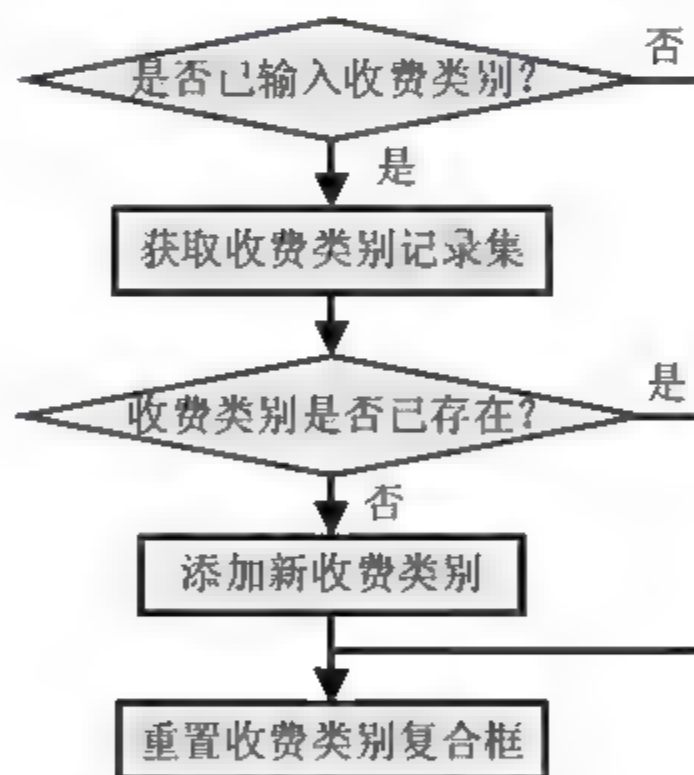 是否已输入收费类别?
否
是
获取收费类别记录集
是
收费类别是否已存在?
否
添加新收费类别
重置收费类别复合框